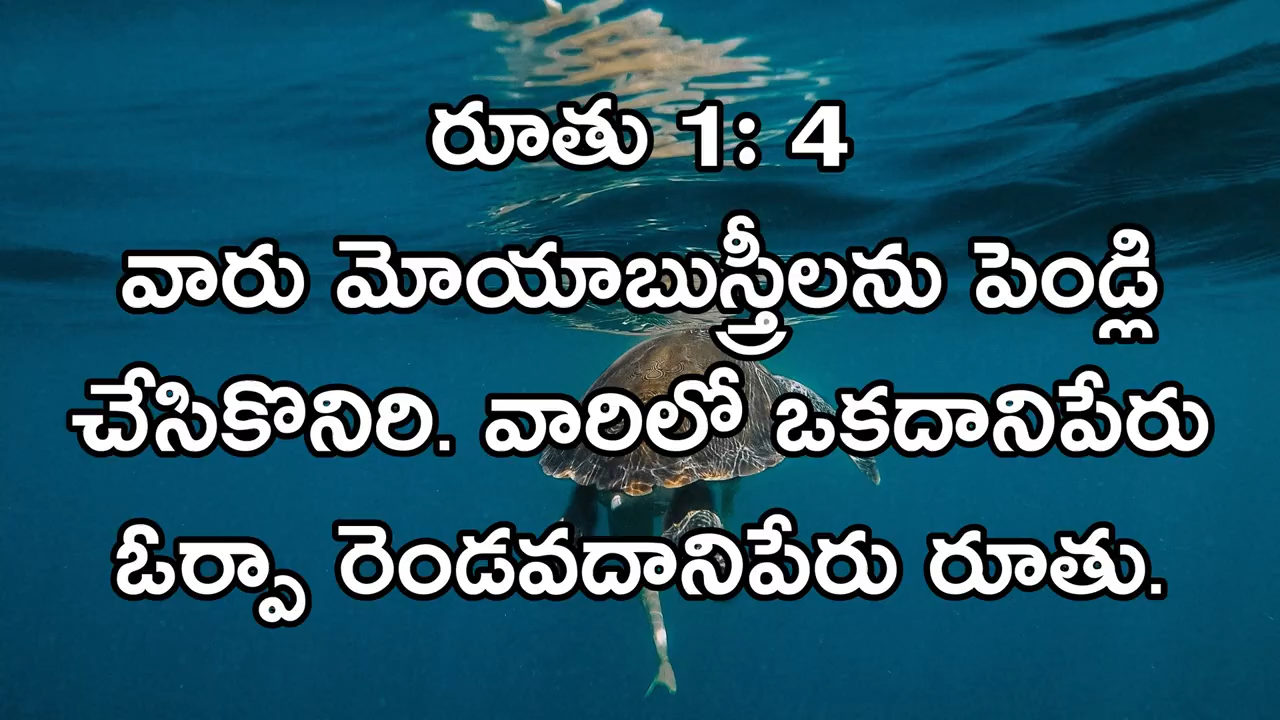 రూతు 1: 4
వారు మోయాబుస్త్రీలను పెండ్లి
చేసికొనిరి. వారిలో ఒకదానిపేరు
ఓర్పా రెండవదానిపేరు రూతు.